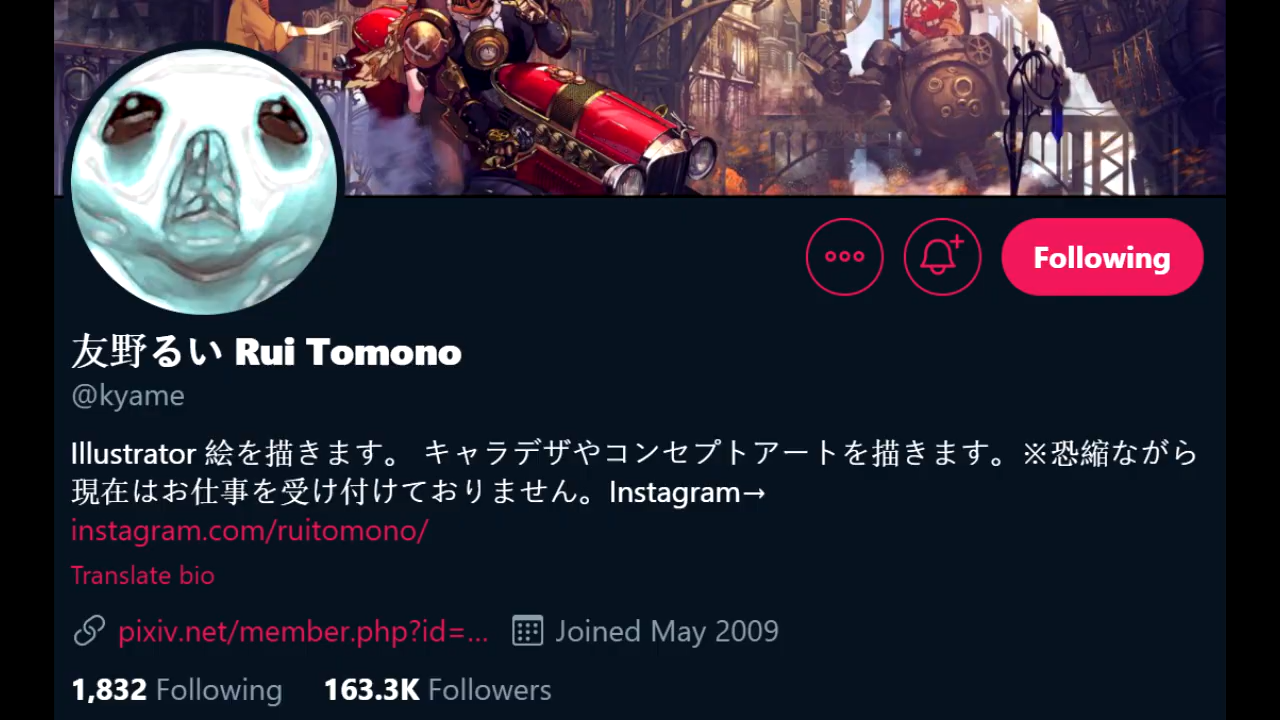 Following
友野るい Rui Tomono
@kyame
Illustrator 絵を描きます。 キャラデザやコンセプトアートを描きます。※恐縮ながら
現在はお仕事を受け付けておりません。Instagram→
instagram.com/ruitomono/
Translate bio
pixiv.net/member.php?id=... Joined May 2009
1,832 Following 163.3K Followers